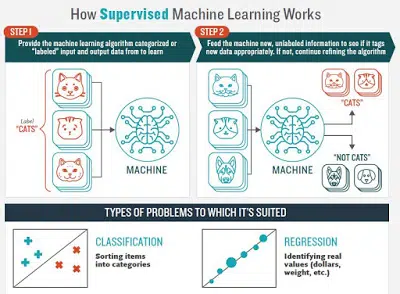 How Supervised Machine Learning Works
STEP 1
Provide the machine learning algorithm categorized or
"labeled" input and output data from to learn
STEP 2
Feed the machine new, unlabeled information to see if it tags
new data appropriately. If not, continue refining the algorithm
Label
"CATS"
MACHINE
MACHINE
"CATS"
"NOT CATS"
TYPES OF PROBLEMS TO WHICH IT'S SUITED
CLASSIFICATION
Sorting items
into categories
REGRESSION
Identifying real
values (dollars,
weight, etc.)